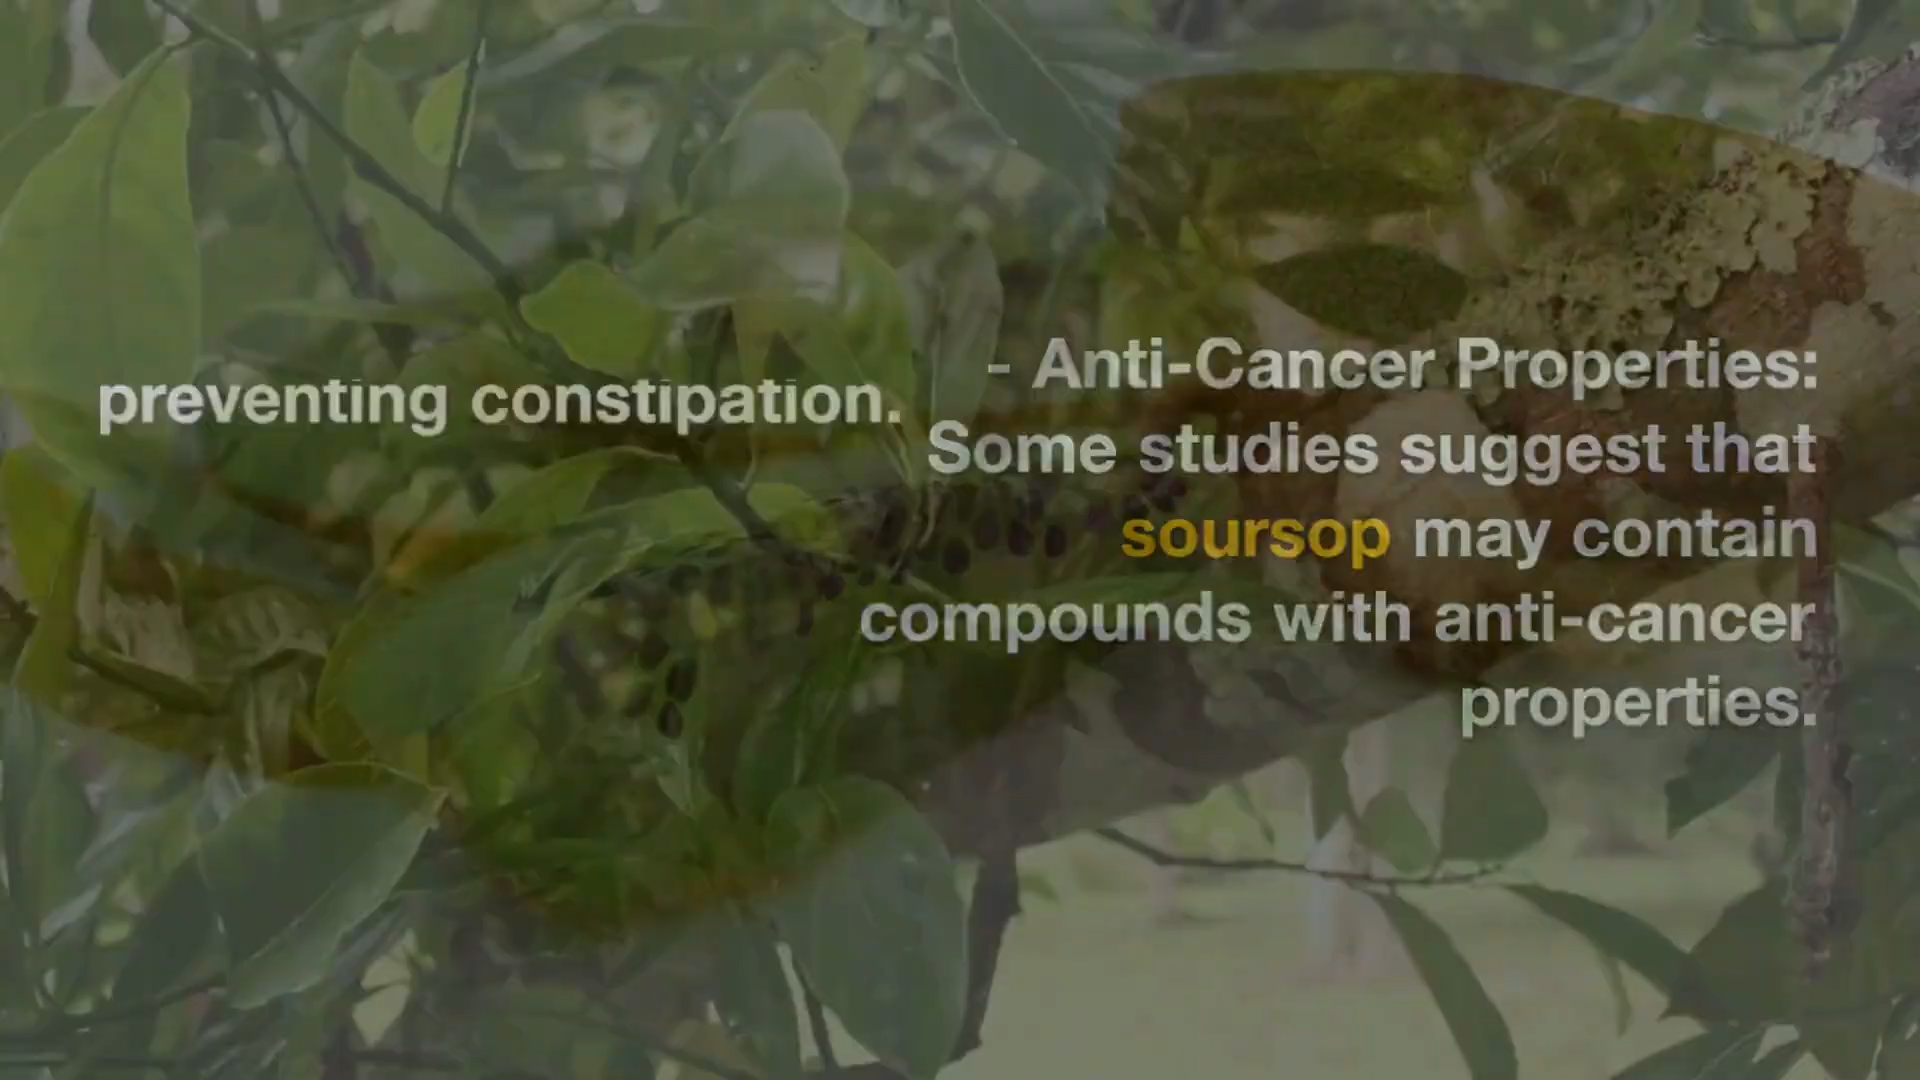 preventing constipation.
- Anti-Cancer Properties:
Some studies suggest that
soursop may contain
compounds with anti-cancer
properties.